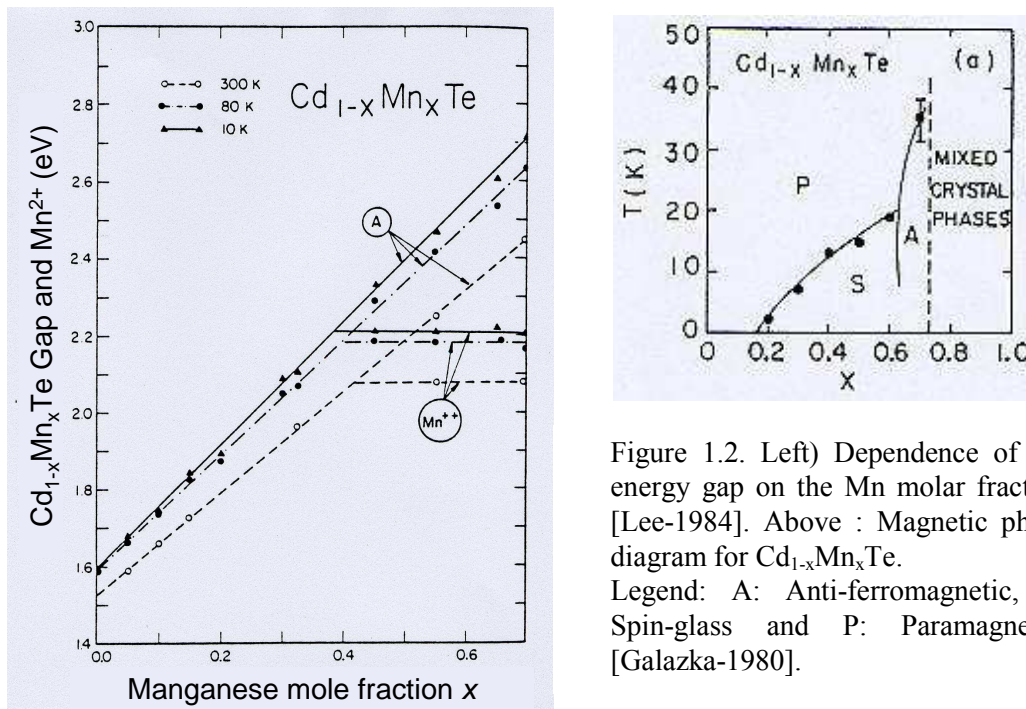 3.0
2.8
2.6
2.4
2.2
2.0
1.8
1.6
1.4
0.0
0.2
0.4
0.6
Cd1-xMnxTe Gap and Mn2+ (eV)
300 K
80 K
10 K
Cd1-XMnXTe
A
Mn++
Manganese mole fraction x
50
40
30
20
10
0
T(K)
Cd1-X MnX Te
(a)
P
S
A
MIXED
CRYSTAL
PHASES
0
0.2
0.4
0.6
0.8
1.0
X
Figure 1.2. Left) Dependence of
energy gap on the Mn molar
[Lee-1984]. Above : Magnetic
diagram for Cd1-xMnxTe.
Legend: A: Anti-ferromagnetic,
Spin-glass and P:
[Galazka-1980].